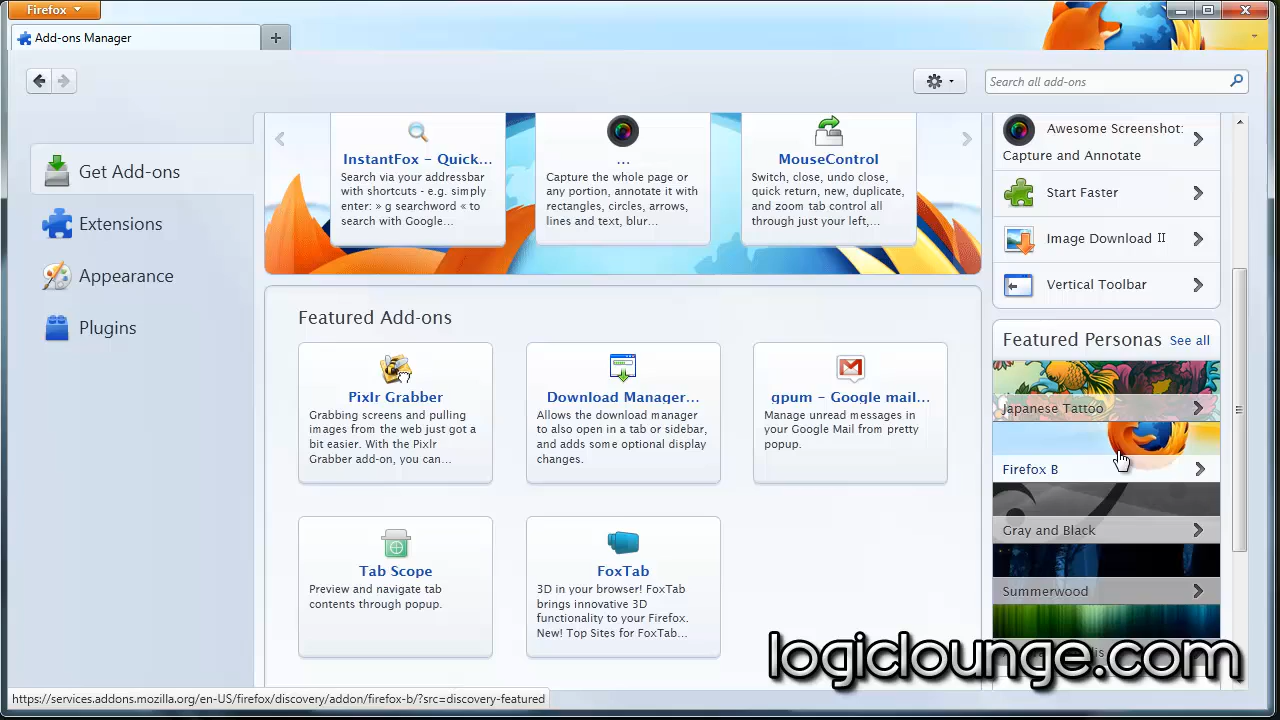 Firefox
Add-ons Manager
Search all add-ons
Get Add-ons
Extensions
Appearance
Plugins
InstantFox - Quick...
Search via your addressbar
with shortcuts - e.g. simply
enter: » g searchword « to
search with Google...
...
Capture the whole page or
any portion, annotate it with
rectangles, circles, arrows,
lines and text, blur...
MouseControl
Switch, close, undo close,
quick return, new, duplicate,
and zoom tab control all
through just your left,...
Featured Add-ons
Pixlr Grabber
Grabbing screens and pulling
images from the web just got a
bit easier. With the Pixlr
Grabber add-on, you can...
Download Manager...
Allows the download manager
to also open in a tab or sidebar,
and adds some optional display
changes.
gpum - Google mail...
Manage unread messages in
your Google Mail from pretty
popup.
Tab Scope
Preview and navigate tab
contents through popup.
FoxTab
3D in your browser! FoxTab
brings innovative 3D
functionality to your Firefox.
New! Top Sites for FoxTab...
Awesome Screenshot:
Capture and Annotate
Start Faster
Image Download II
Vertical Toolbar
Featured Personas See all
Japanese Tattoo
Firefox B
Gray and Black
Summerwood
logiclounge.com
https://services.addons.mozilla.org/en-US/firefox/discovery/addon/firefox-b/?src=discovery-featured